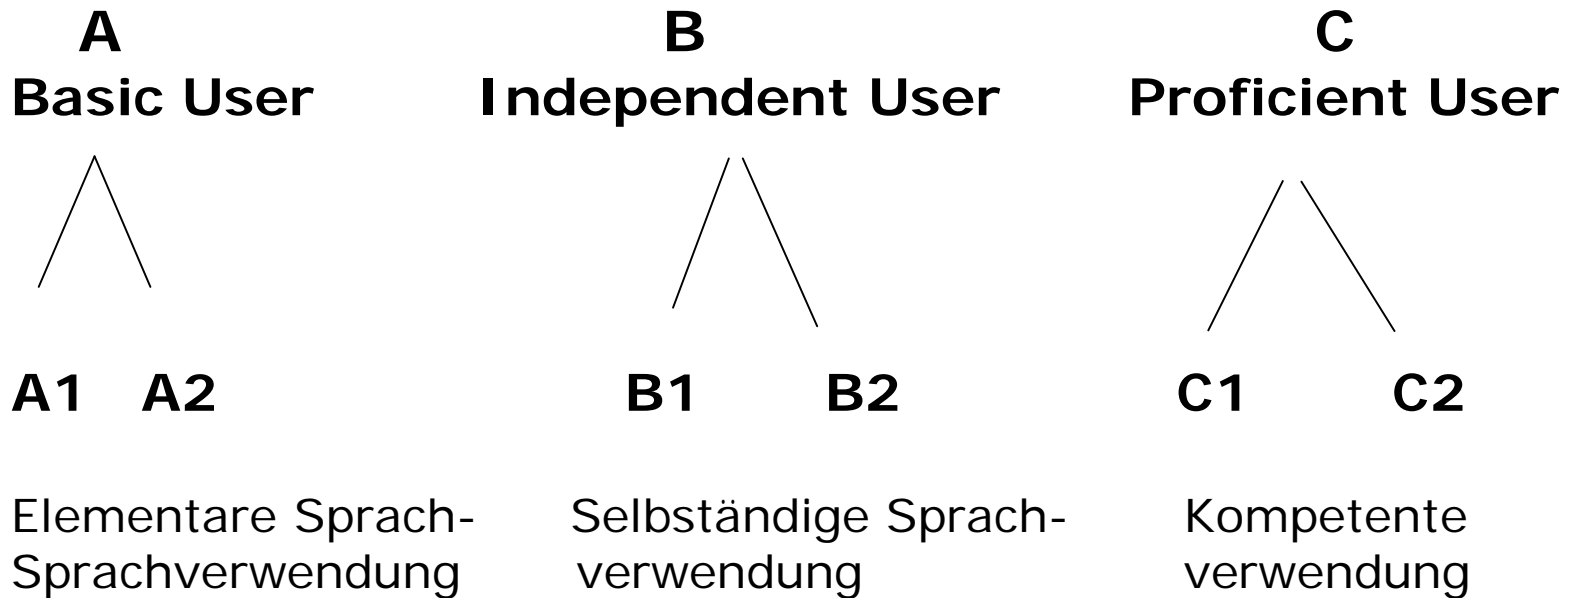 A B C
Basic User Independent User Proficient User
A1 A2 B1 B2 C1 C2
Elementare Sprach- Selbständige Sprach- Kompetente
Sprachverwendung verwendung verwendung